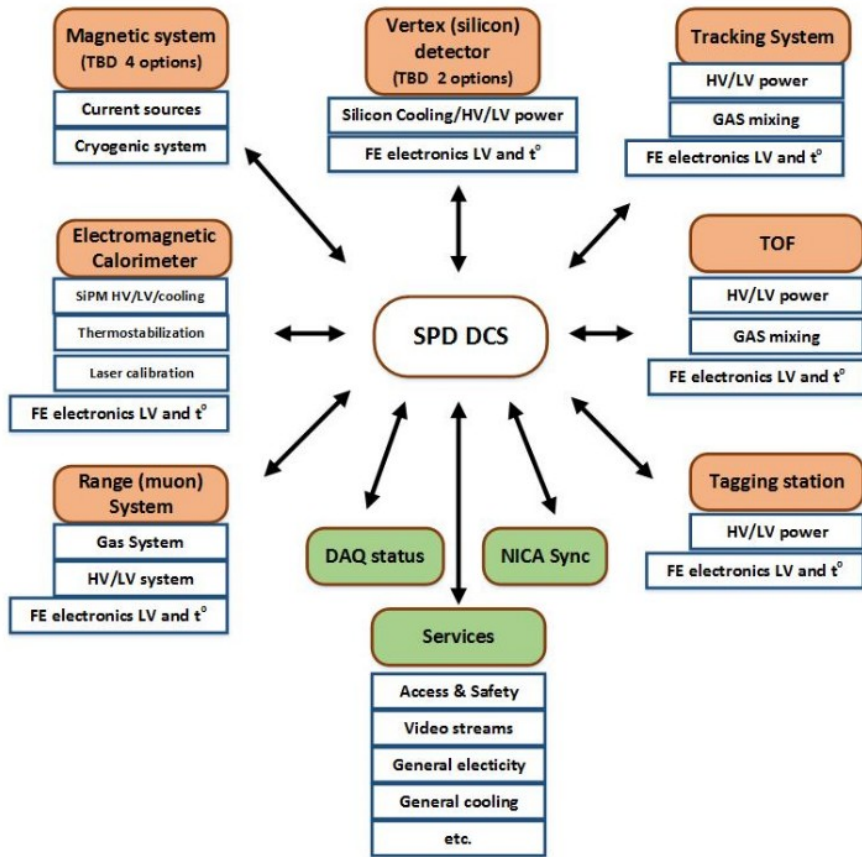 Magnetic system
(TBD 4 options)
Current sources
Cryogenic system
Vertex (silicon)
detector
(TBD 2 options)
Silicon Cooling/HV/LV power
FE electronics LV and t°
Tracking System
HV/LV power
GAS mixing
FE electronics LV and t°
Electromagnetic
Calorimeter
SiPM HV/LV/cooling
Thermostabilization
Laser calibration
FE electronics LV and t°
SPD DCS
TOF
HV/LV power
GAS mixing
FE electronics LV and t°
Range (muon)
System
Gas System
HV/LV system
FE electronics LV and t°
DAQ status
NICA Sync
Tagging station
HV/LV power
FE electronics LV and t°
Services
Access & Safety
Video streams
General electicity
General cooling
etc.